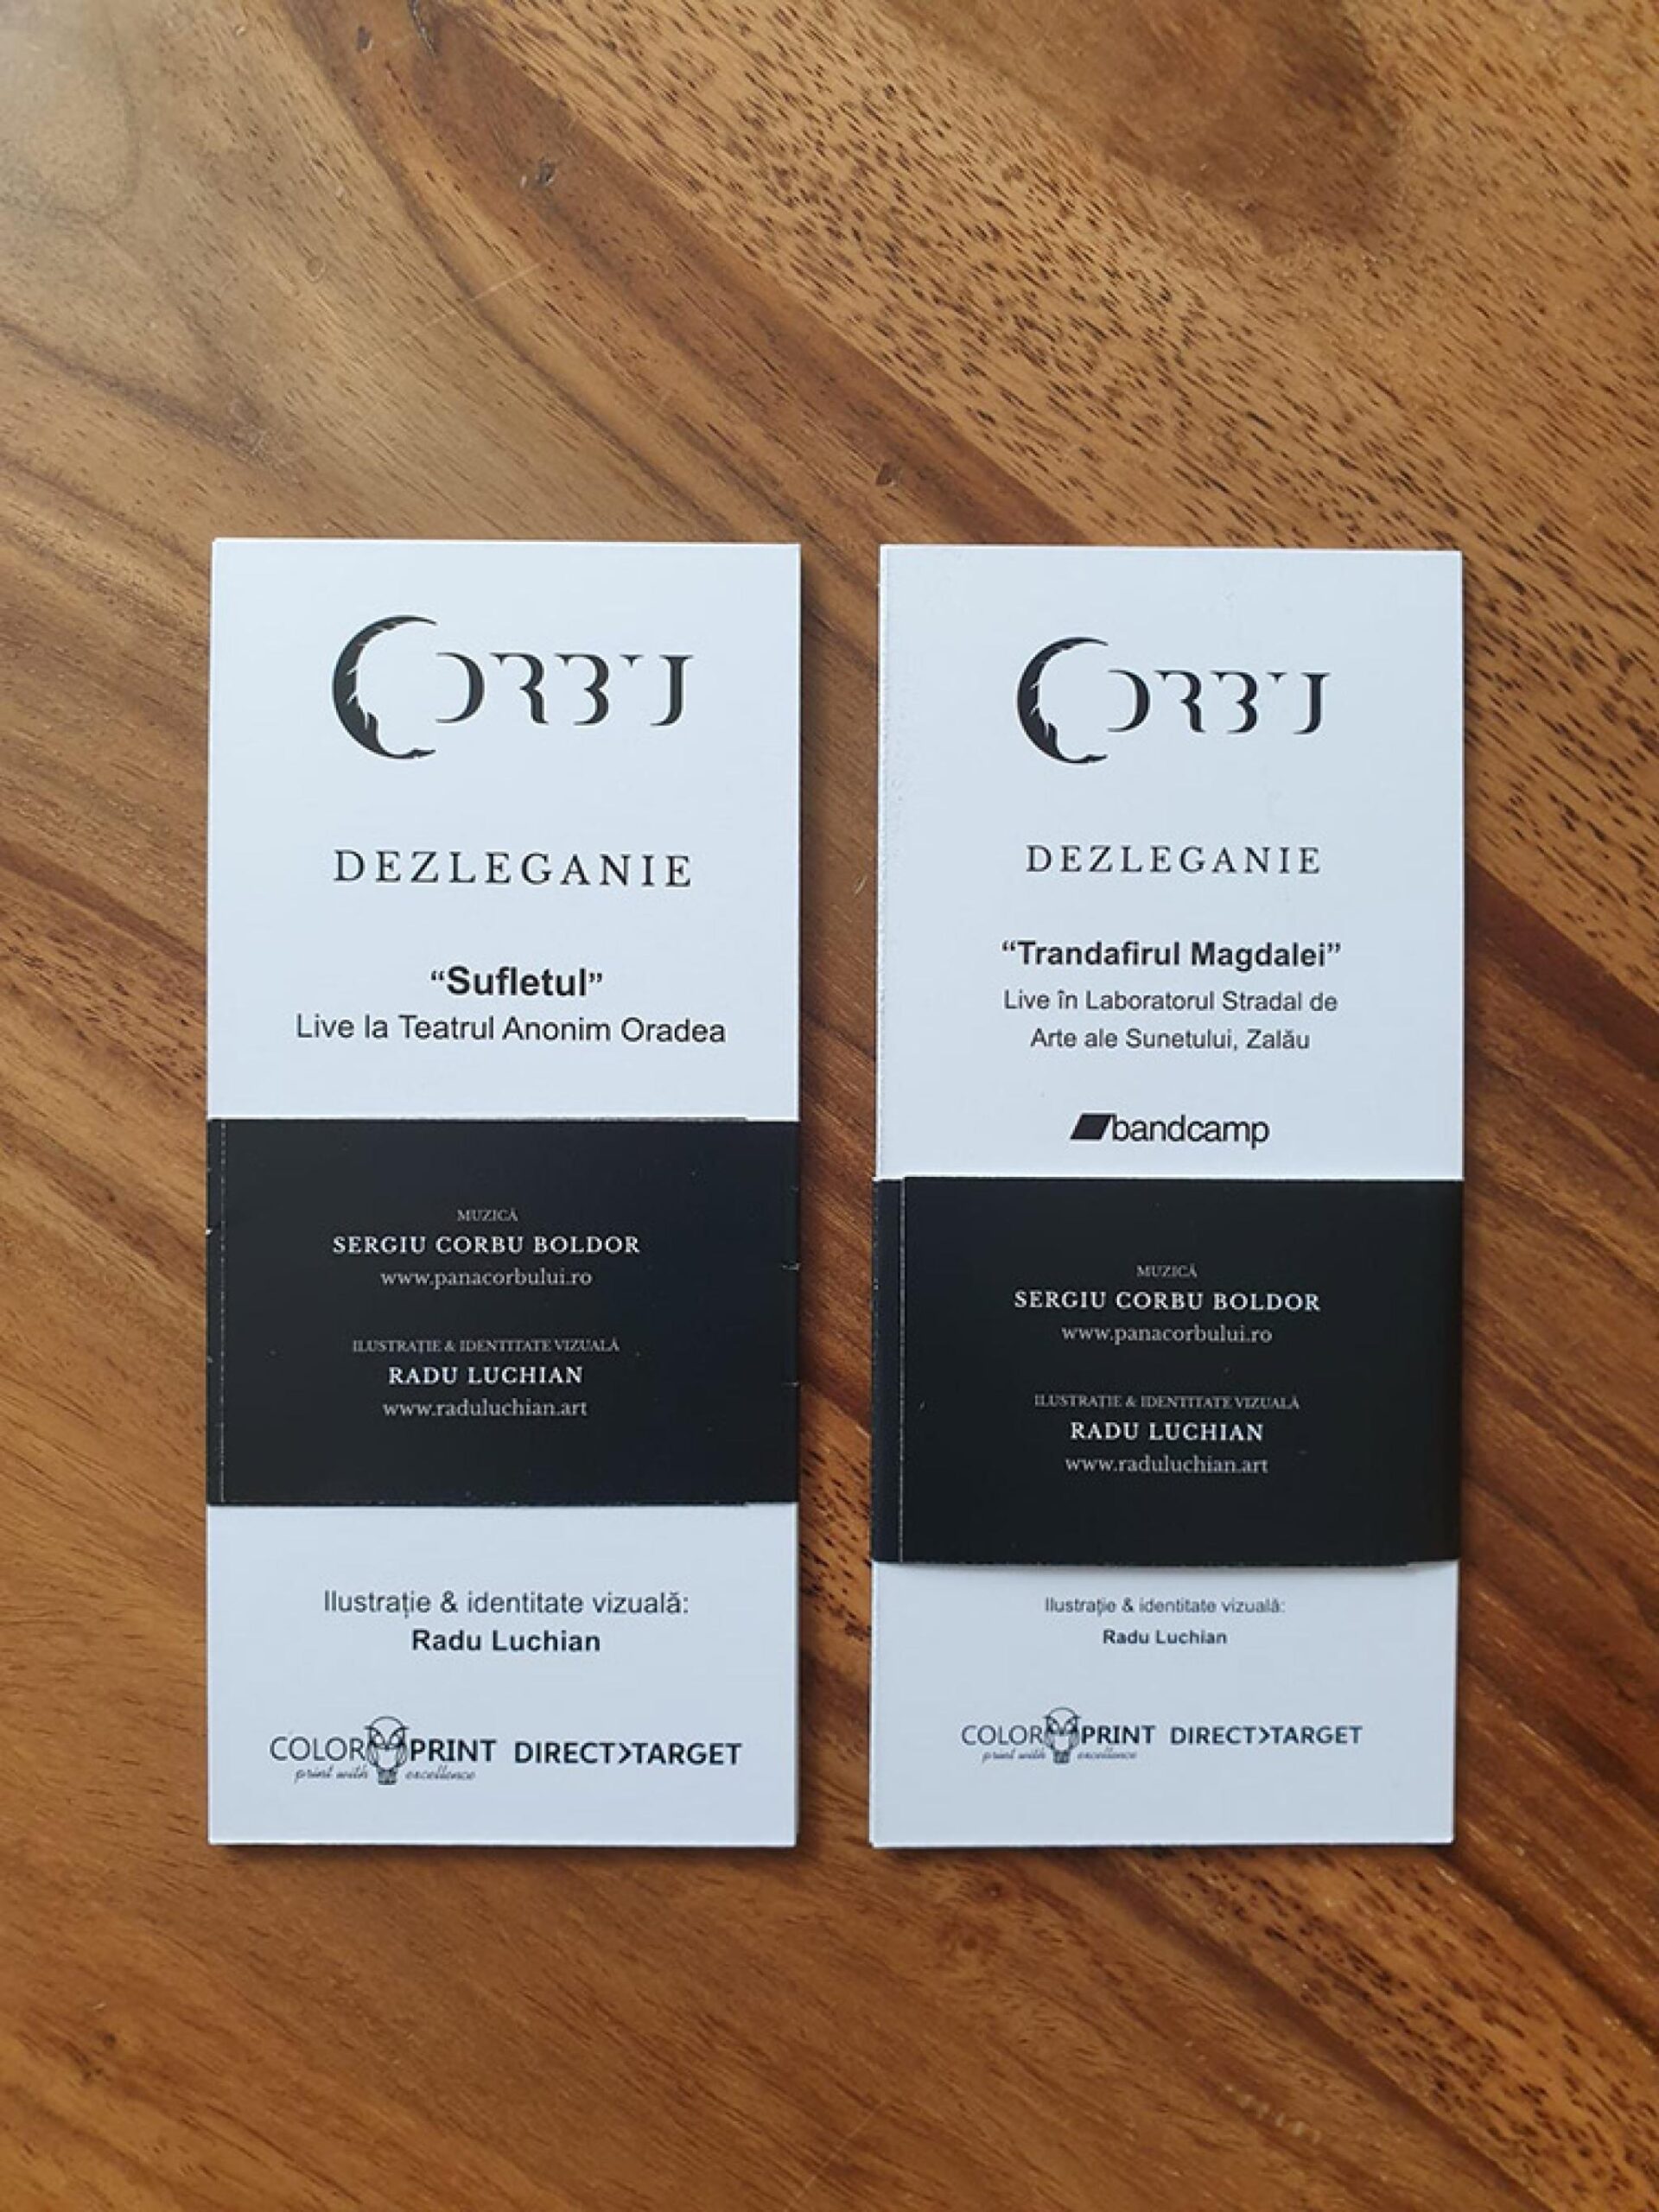 CORBU
DEZLEGANIE
“Sufletul”
Live la Teatrul Anonim Oradea
MUZICĂ
SERGIU CORBU BOLDOR
www.panacorbului.ro
ILUSTRAȚIE & IDENTITATE VIZUALĂ
RADU LUCHIAN
www.raduluchian.art
Ilustrație & identitate vizuală:
Radu Luchian
COLOR PRINT DIRECT>TARGET
print with excellence
CORBU
DEZLEGANIE
“Trandafirul Magdalei”
Live în Laboratorul Stradal de
Arte ale Sunetului, Zalău
bandcamp
MUZICĂ
SERGIU CORBU BOLDOR
www.panacorbului.ro
ILUSTRAȚIE & IDENTITATE VIZUALĂ
RADU LUCHIAN
www.raduluchian.art
Ilustrație & identitate vizuală:
Radu Luchian
COLOR PRINT DIRECT>TARGET
print with excellence